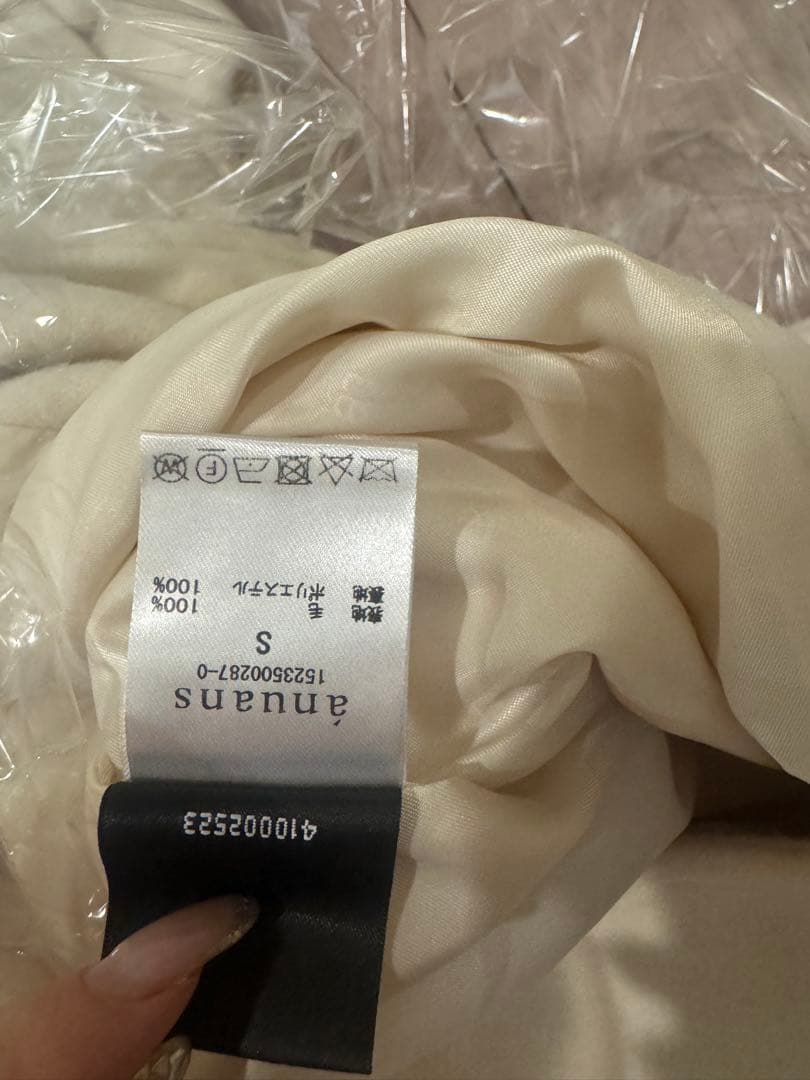 410002523
ánuans
1523500287-0
S
表地 毛 100%
裏地 ポリエステル 100%